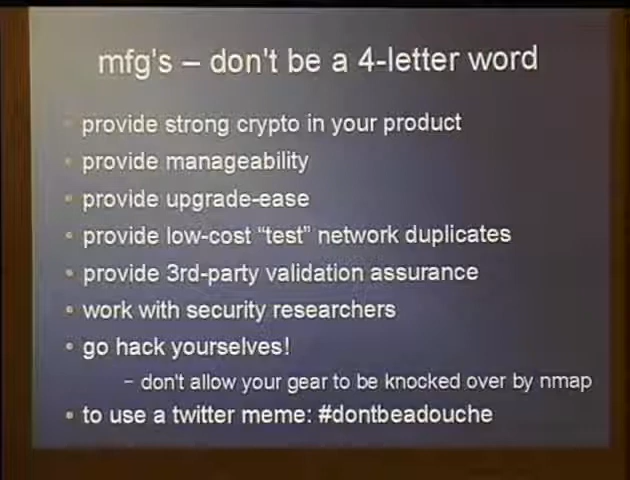 mfg's – don't be a 4-letter word
provide strong crypto in your product
provide manageability
provide upgrade-ease
provide low-cost “test” network duplicates
provide 3rd-party validation assurance
work with security researchers
go hack yourselves!
– don't allow your gear to be knocked over by nmap
to use a twitter meme: #dontbeadouche